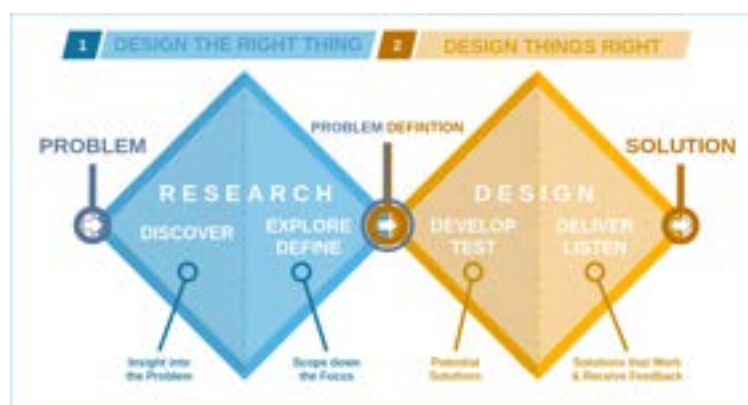 1 DESIGN THE RIGHT THING 2 DESIGN THINGS RIGHT
PROBLEM
PROBLEM DEFINTION
SOLUTION
RESEARCH
DESIGN
DISCOVER
EXPLORE
DEFINE
DEVELOP
TEST
DELIVER
LISTEN
Insight into
the Problem
Scope down
the Focus
Potential
Solutions
Solutions that Work
& Receive Feedback